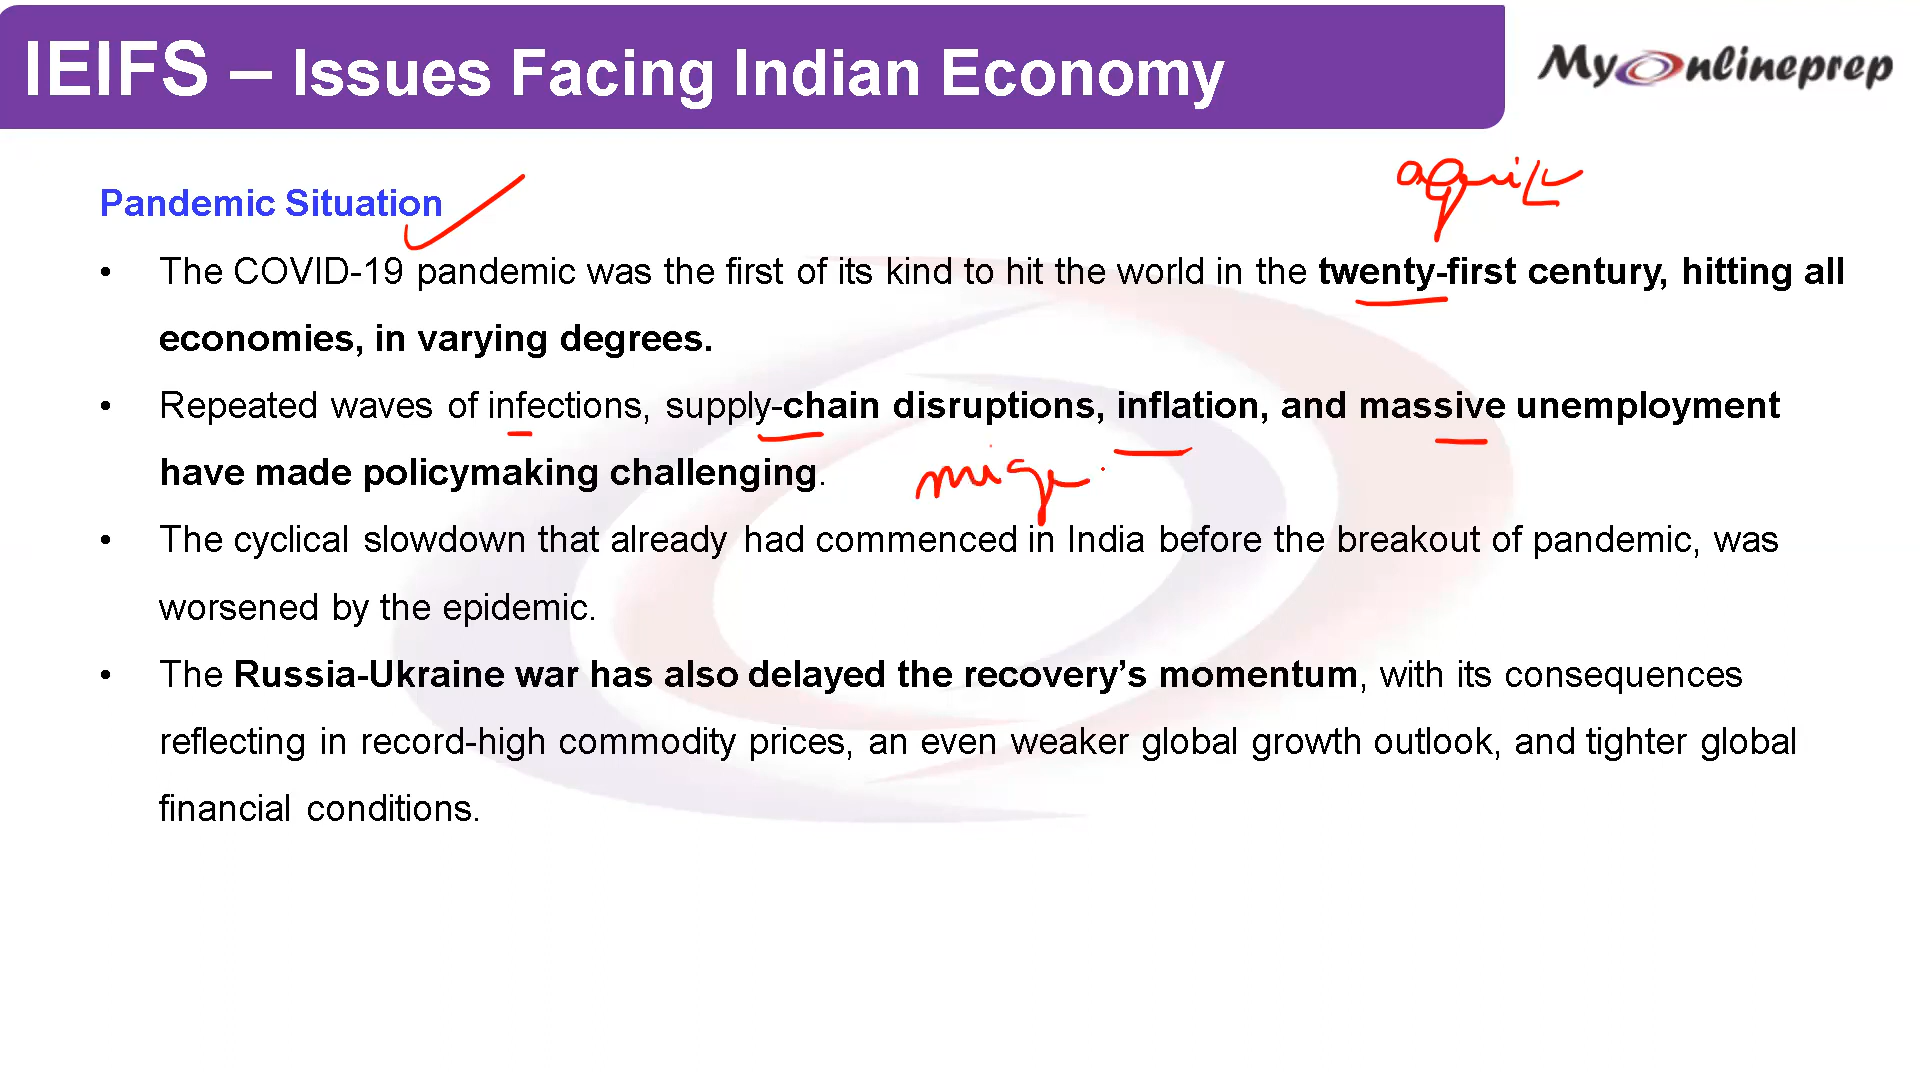 IEIFS – Issues Facing Indian Economy
MyOnlineprep
Pandemic Situation
• The COVID-19 pandemic was the first of its kind to hit the world in the twenty-first century, hitting all
economies, in varying degrees.
• Repeated waves of infections, supply-chain disruptions, inflation, and massive unemployment
have made policymaking challenging.
• The cyclical slowdown that already had commenced in India before the breakout of pandemic, was
worsened by the epidemic.
• The Russia-Ukraine war has also delayed the recovery’s momentum, with its consequences
reflecting in record-high commodity prices, an even weaker global growth outlook, and tighter global
financial conditions.